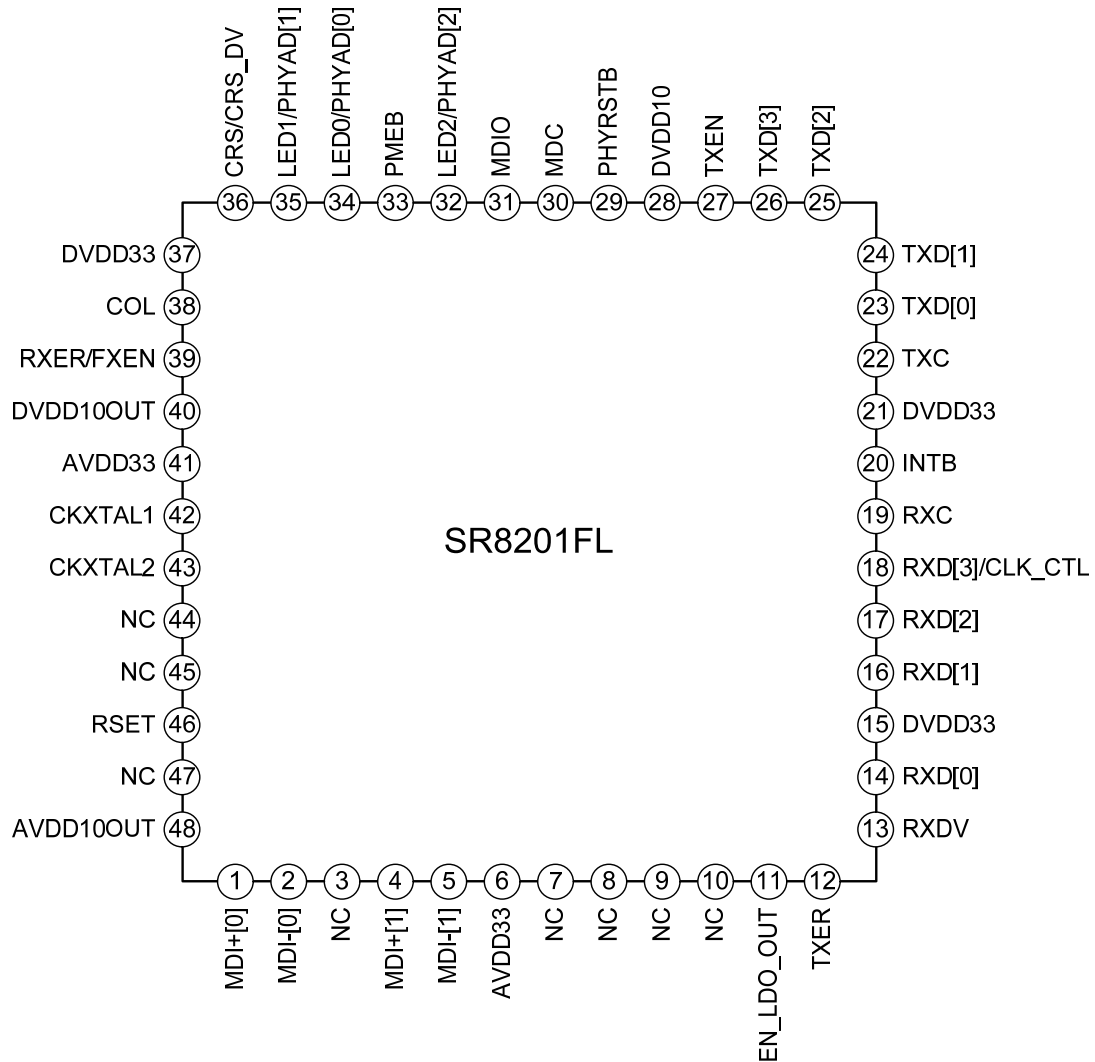 CRS/CRS_DV
LED1/PHYAD[1]
LED0/PHYAD[0]
PMEB
LED2/PHYAD[2]
MDIO
MDC
PHYRSTB
DVDD10
TXEN
TXD[3]
TXD[2]
36
35
34
33
32
31
30
29
28
27
26
25
DVDD33 37
COL 38
RXER/FXEN 39
DVDD10OUT 40
AVDD33 41
CKXTAL1 42
CKXTAL2 43
NC 44
NC 45
RSET 46
NC 47
AVDD10OUT 48
SR8201FL
24 TXD[1]
23 TXD[0]
22 TXC
21 DVDD33
20 INTB
19 RXC
18 RXD[3]/CLK_CTL
17 RXD[2]
16 RXD[1]
15 DVDD33
14 RXD[0]
13 RXDV
1
2
3
4
5
6
7
8
9
10
11
12
MDI+[0]
MDI-[0]
NC
MDI+[1]
MDI-[1]
AVDD33
NC
NC
NC
NC
EN_LDO_OUT
TXER